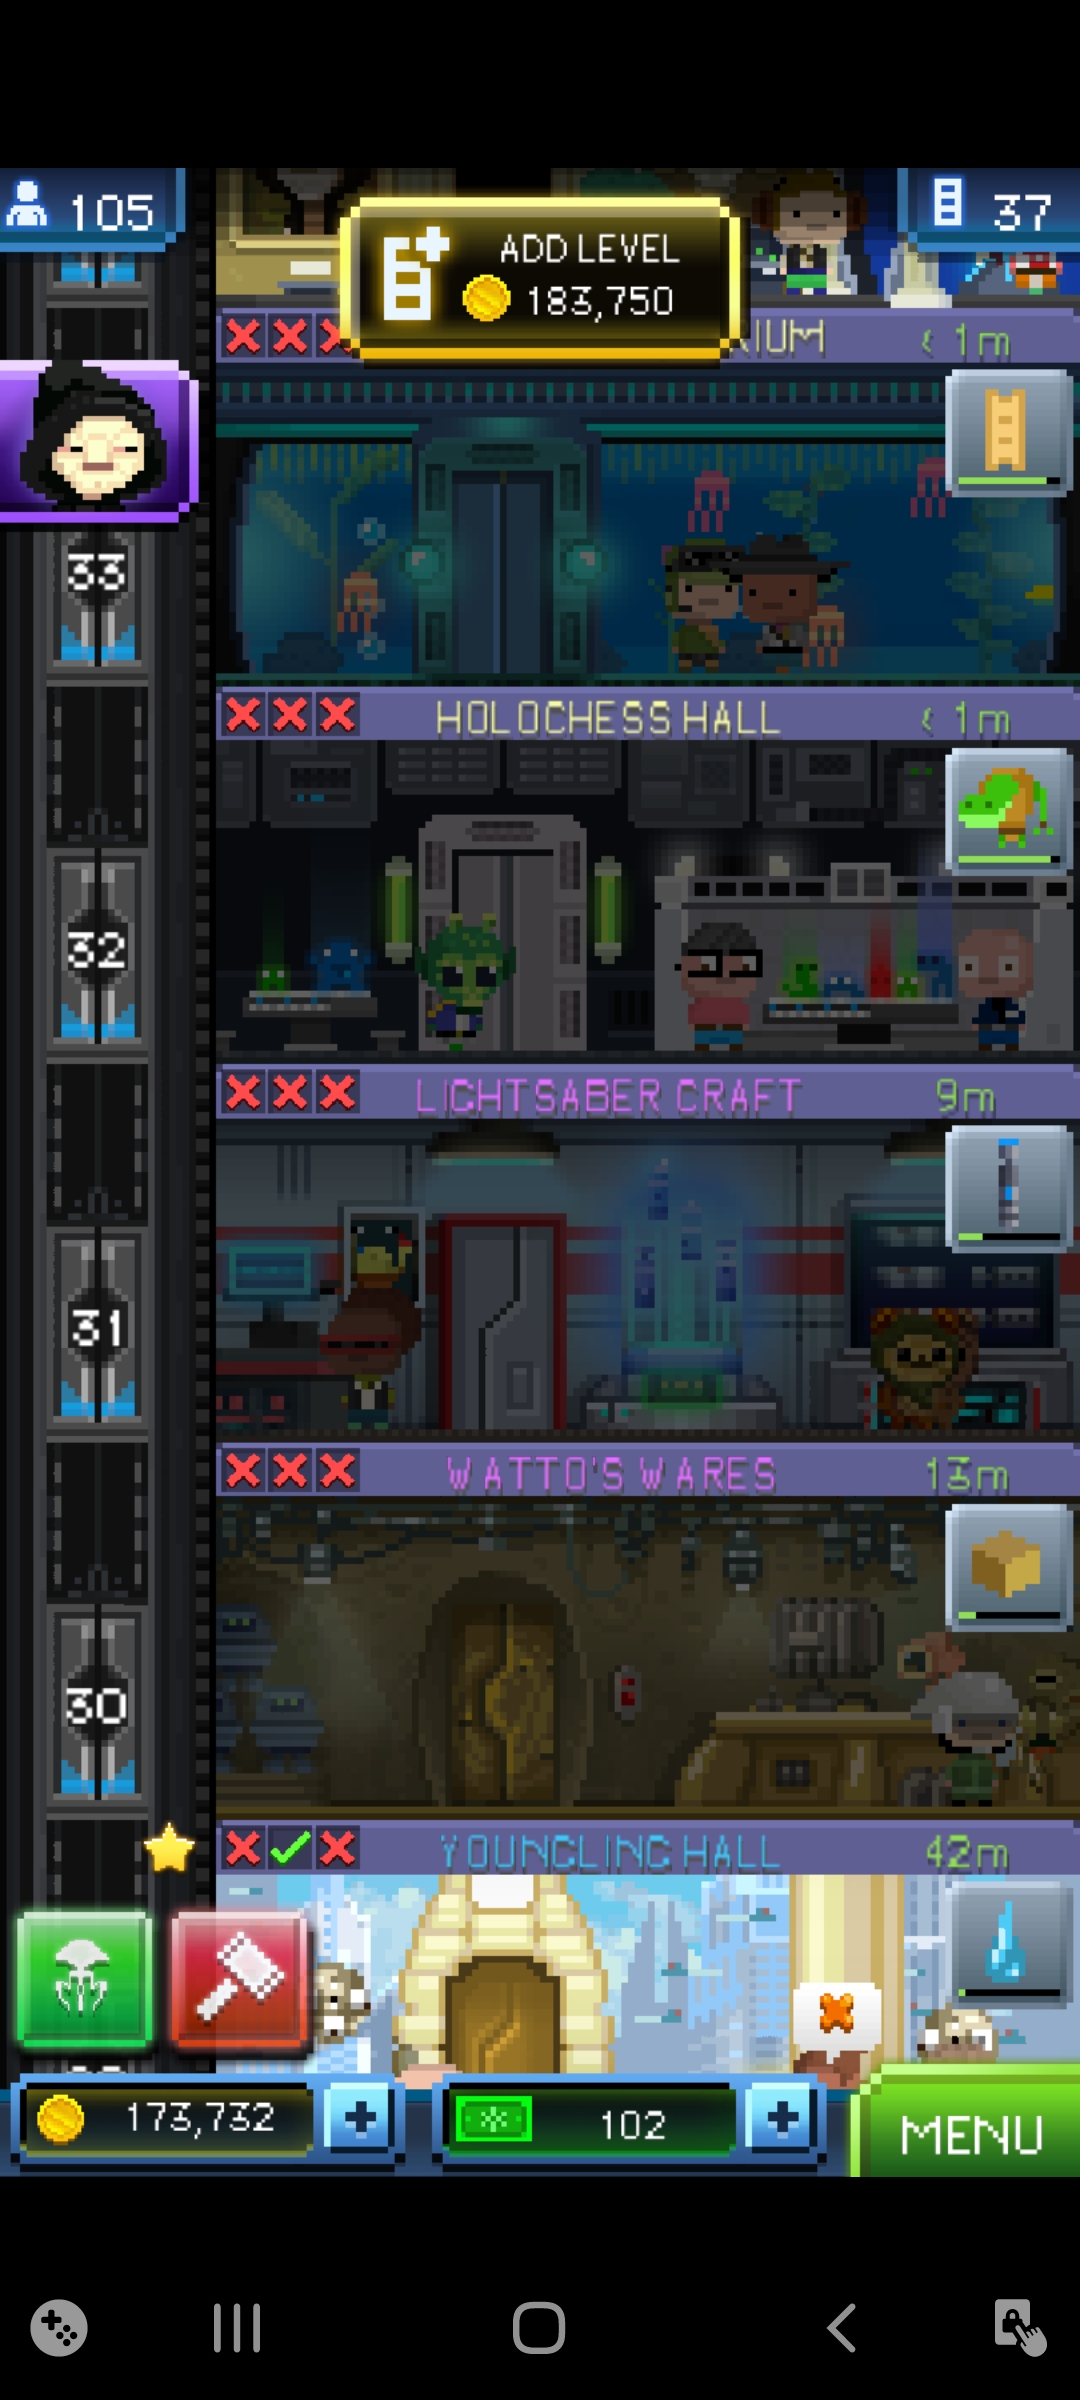 105
37
ADD LEVEL
183,750
< 1m
33
HOLOCHESS HALL
< 1m
32
LIGHTSABER CRAFT
9m
31
WATTO'S WARES
13m
30
YOUNGLING HALL
42m
173,732
102
MENU